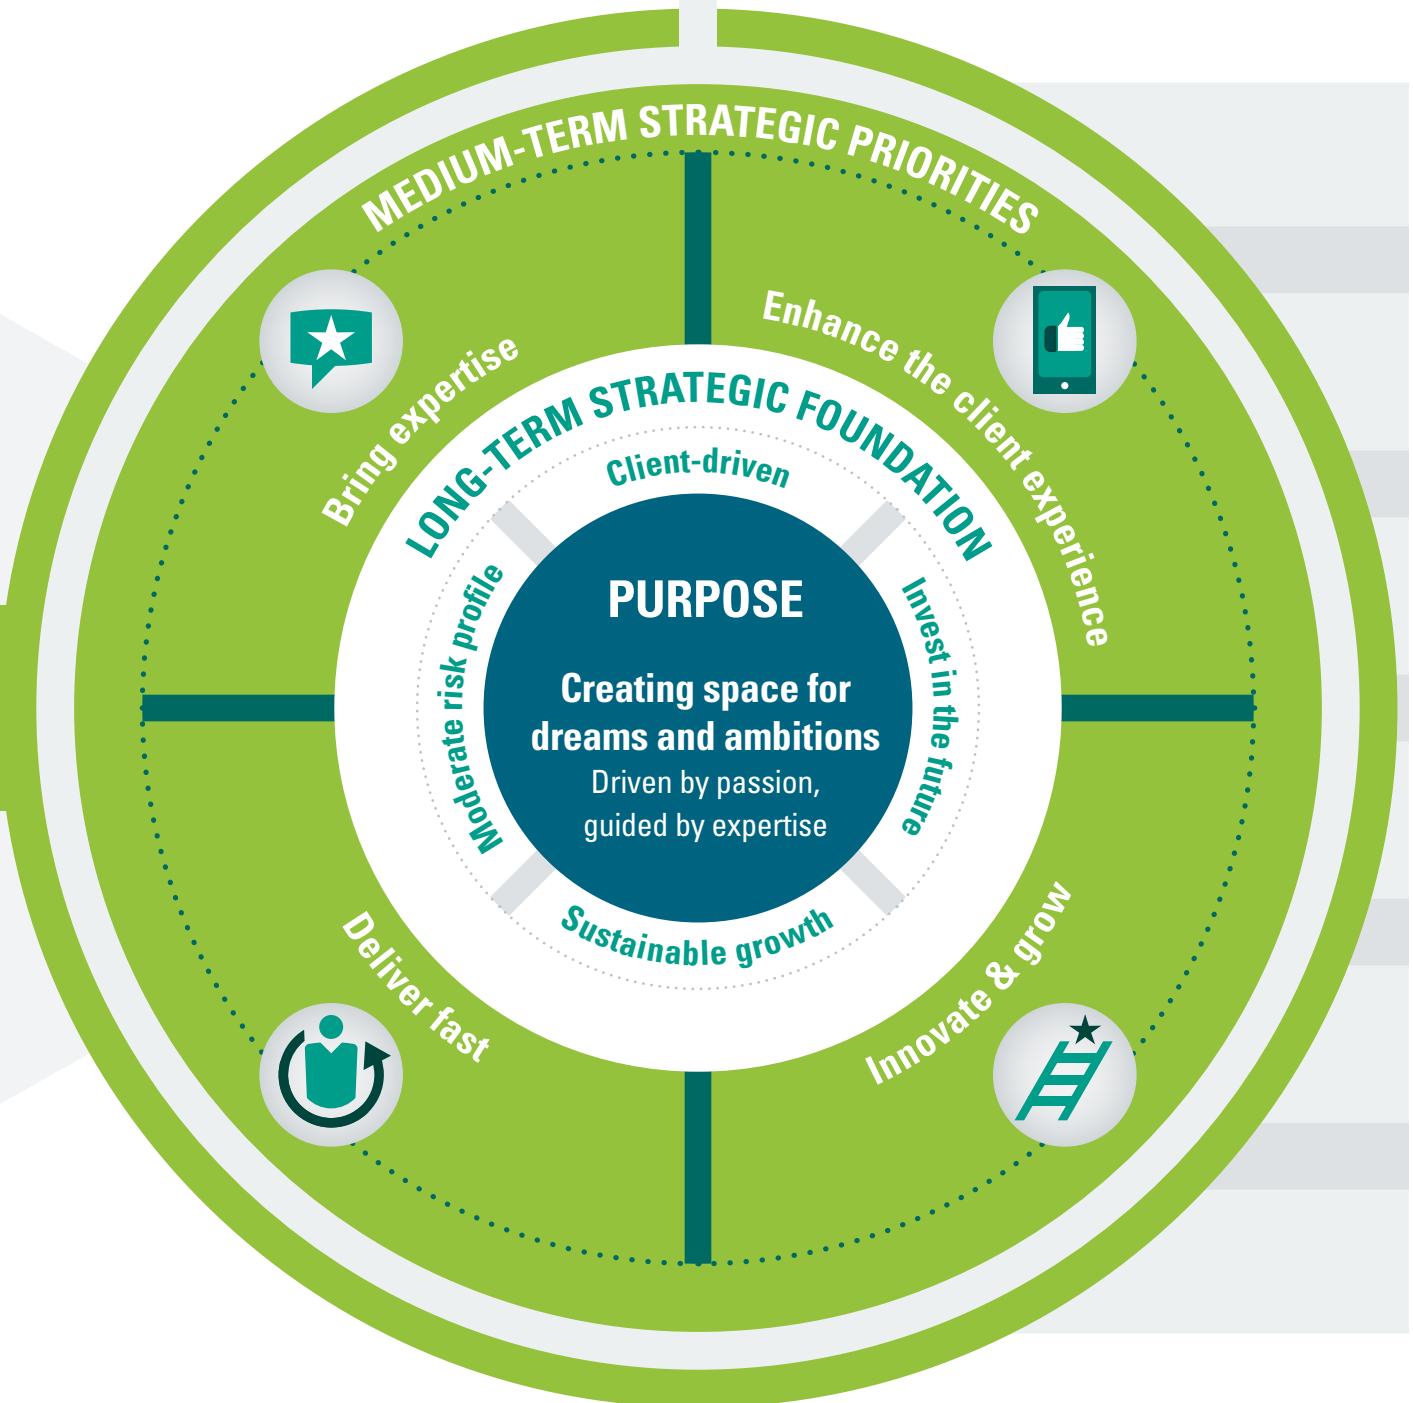 MEDIUM-TERM STRATEGIC PRIORITIES
Bring expertise
Enhance the client experience
LONG-TERM STRATEGIC FOUNDATION
Client-driven
Moderate risk profile
Invest in the future
PURPOSE
Creating space for
dreams and ambitions
Driven by passion,
guided by expertise
Sustainable growth
Deliver fast
Innovate & grow